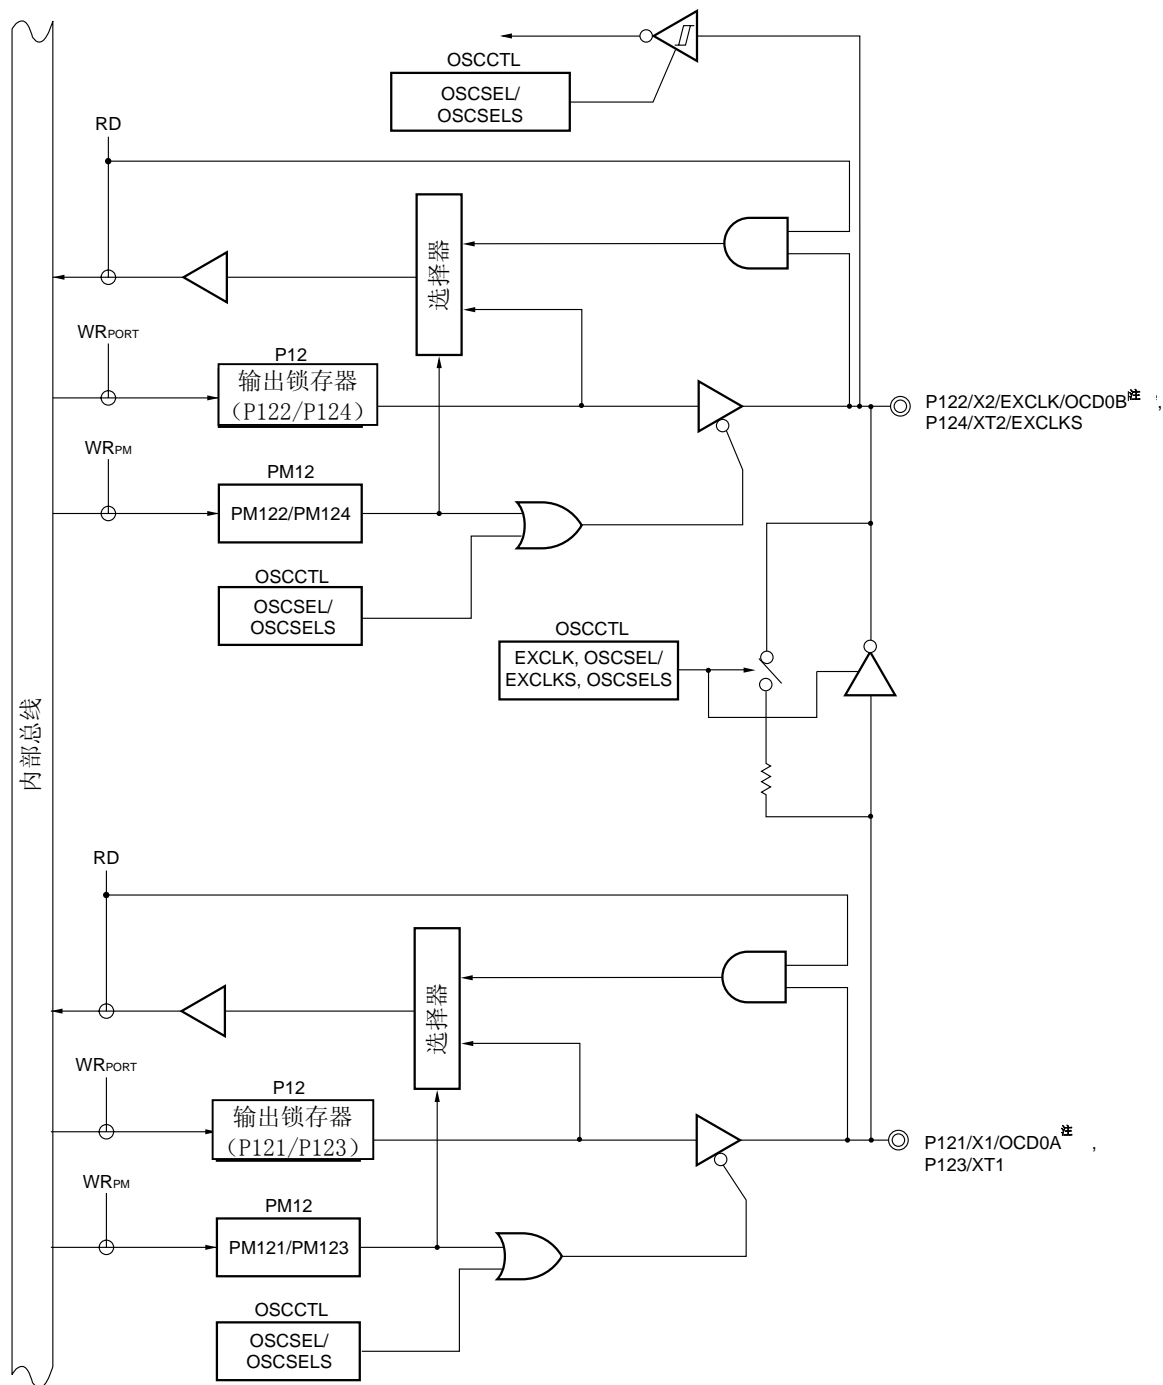 OSCCTL
OSCSEL/
OSCSELS
RD
选择器
WRPORT
P12
输出锁存器
（P122/P124）
P122/X2/EXCLK/OCD0B注，
P124/XT2/EXCLKS
WRPM
PM12
PM122/PM124
OSCCTL
OSCSEL/
OSCSELS
OSCCTL
EXCLK, OSCSEL/
EXCLKS, OSCSELS
内部总线
RD
选择器
WRPORT
P12
输出锁存器
（P121/P123）
P121/X1/OCD0A注,
P123/XT1
WRPM
PM12
PM121/PM123
OSCCTL
OSCSEL/
OSCSELS